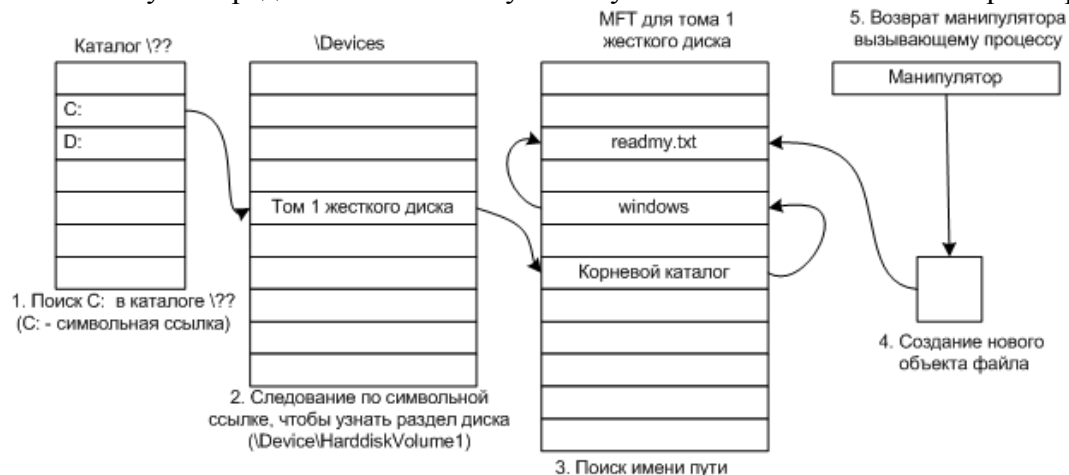 Каталог \??
\Devices
MFT для тома 1
жесткого диска
5. Возврат манипулятора
вызывающему процессу
C:
D:
Том 1 жесткого диска
readmy.txt
windows
Корневой каталог
Манипулятор
1. Поиск C: в каталоге \??
(C: - символьная ссылка)
2. Следование по символьной
ссылке, чтобы узнать раздел диска
(\Device\HarddiskVolume1)
3. Поиск имени пути
4. Создание нового
объекта файла